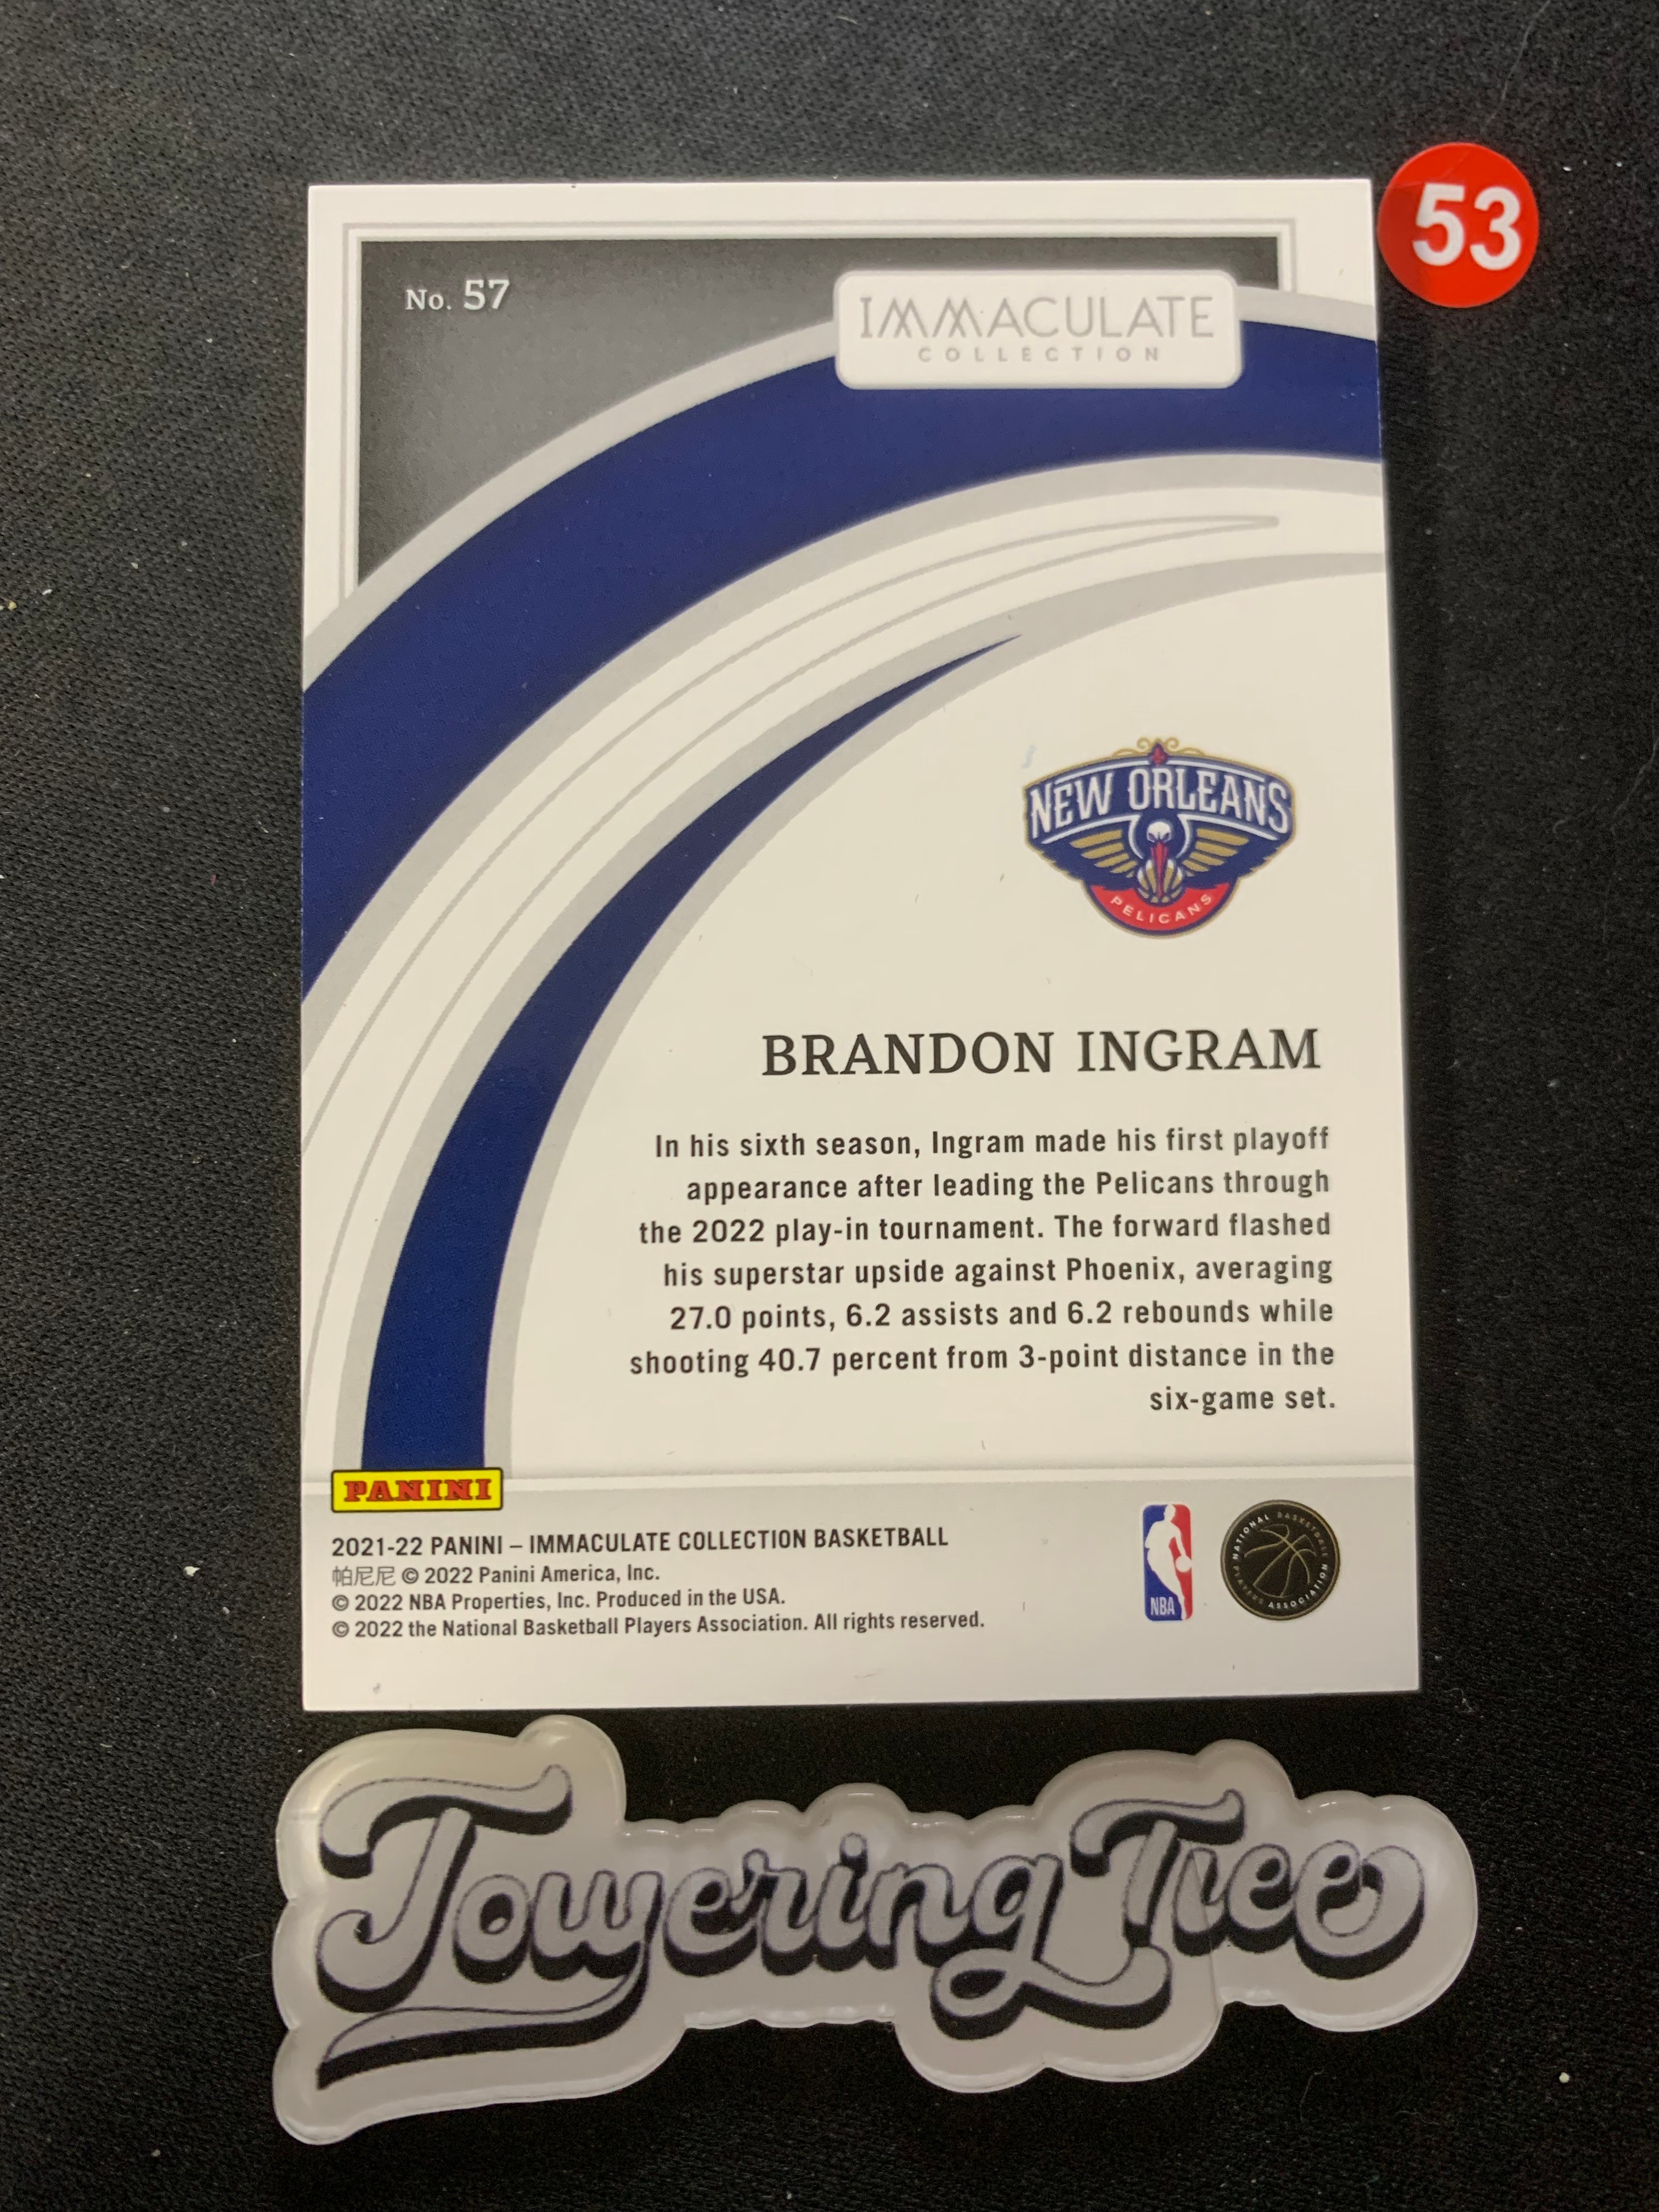 53
No. 57
IMMACULATE
COLLECTION
NEW ORLEANS
PELICANS
BRANDON INGRAM
In his sixth season, Ingram made his first playoff
appearance after leading the Pelicans through
the 2022 play-in tournament. The forward flashed
his superstar upside against Phoenix, averaging
27.0 points, 6.2 assists and 6.2 rebounds while
shooting 40.7 percent from 3-point distance in the
six-game set.
PANINI
2021-22 PANINI – IMMACULATE COLLECTION BASKETBALL
帕尼尼 © 2022 Panini America, Inc.
© 2022 NBA Properties, Inc. Produced in the USA.
© 2022 the National Basketball Players Association. All rights reserved.
NBA
NATIONAL BASKETBALL
PLAYERS ASSOCIATION
ToweringTree